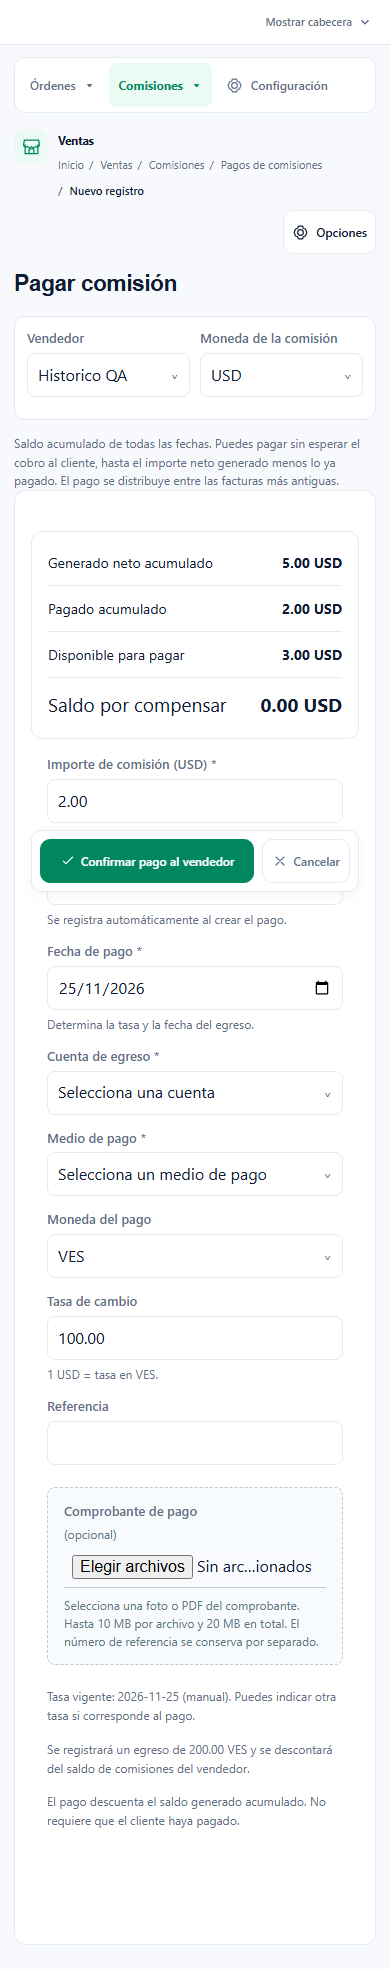 Mostrar cabecera
Órdenes
Comisiones
Configuración
Ventas
Inicio / Ventas / Comisiones / Pagos de comisiones
/ Nuevo registro
Opciones
Pagar comisión
Vendedor
Moneda de la comisión
Historico QA
USD
Saldo acumulado de todas las fechas. Puedes pagar sin esperar el
cobro al cliente, hasta el importe neto generado menos lo ya
pagado. El pago se distribuye entre las facturas más antiguas.
Generado neto acumulado 5.00 USD
Pagado acumulado 2.00 USD
Disponible para pagar 3.00 USD
Saldo por compensar 0.00 USD
Importe de comisión (USD) *
2.00
Confirmar pago al vendedor
Cancelar
Se registra automáticamente al crear el pago.
Fecha de pago *
25/11/2026
Determina la tasa y la fecha del egreso.
Cuenta de egreso *
Selecciona una cuenta
Medio de pago *
Selecciona un medio de pago
Moneda del pago
VES
Tasa de cambio
100.00
1 USD = tasa en VES.
Referencia
Comprobante de pago
(opcional)
Elegir archivos Sin arc...ionados
Selecciona una foto o PDF del comprobante.
Hasta 10 MB por archivo y 20 MB en total. El
número de referencia se conserva por separado.
Tasa vigente: 2026-11-25 (manual). Puedes indicar otra
tasa si corresponde al pago.
Se registrará un egreso de 200.00 VES y se descontará
del saldo de comisiones del vendedor.
El pago descuenta el saldo generado acumulado. No
requiere que el cliente haya pagado.